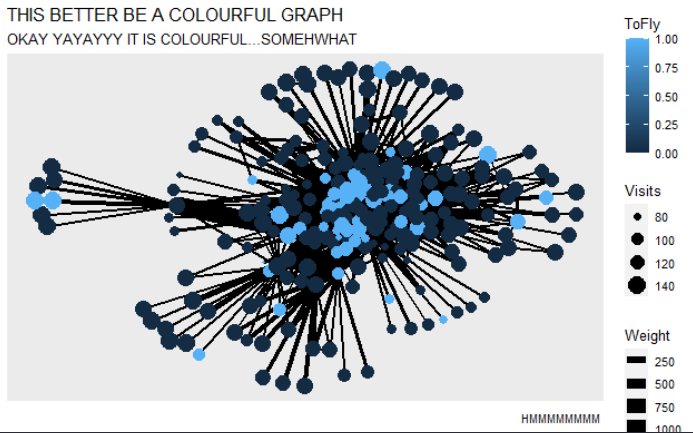 THIS BETTER BE A COLOURFUL GRAPH
OKAY YAYAYYY IT IS COLOURFUL...SOMEHWHAT
ToFly
1.00
0.75
0.50
0.25
0.00
Visits
80
100
120
140
Weight
250
500
750
1000
HMMMMMMMM